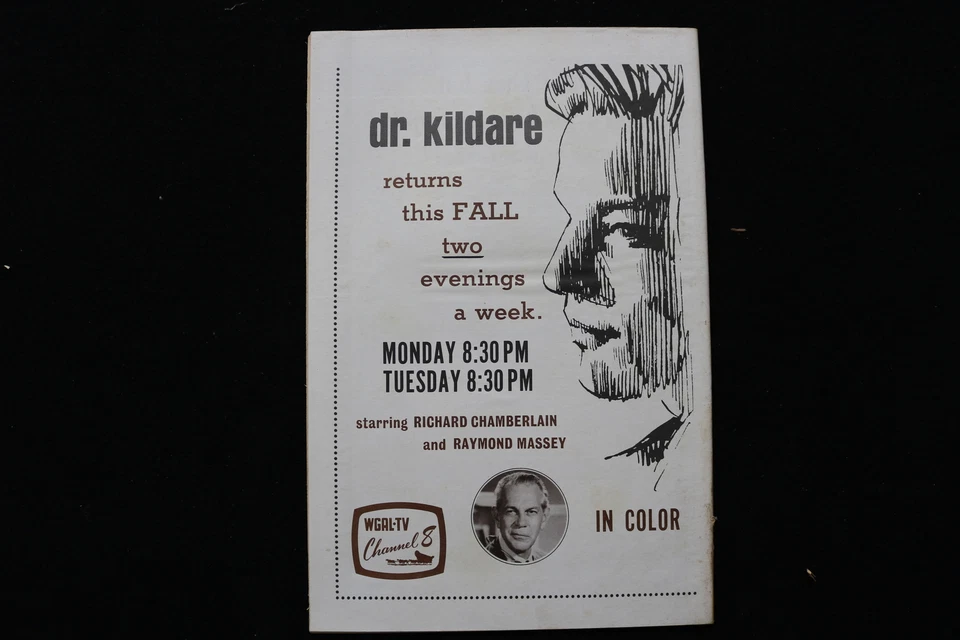 dr. kildare
returns
this FALL
two
evenings
a week.
MONDAY 8:30 PM
TUESDAY 8:30 PM
starring RICHARD CHAMBERLAIN
and RAYMOND MASSEY
WGAL-TV
Channel 8
IN COLOR